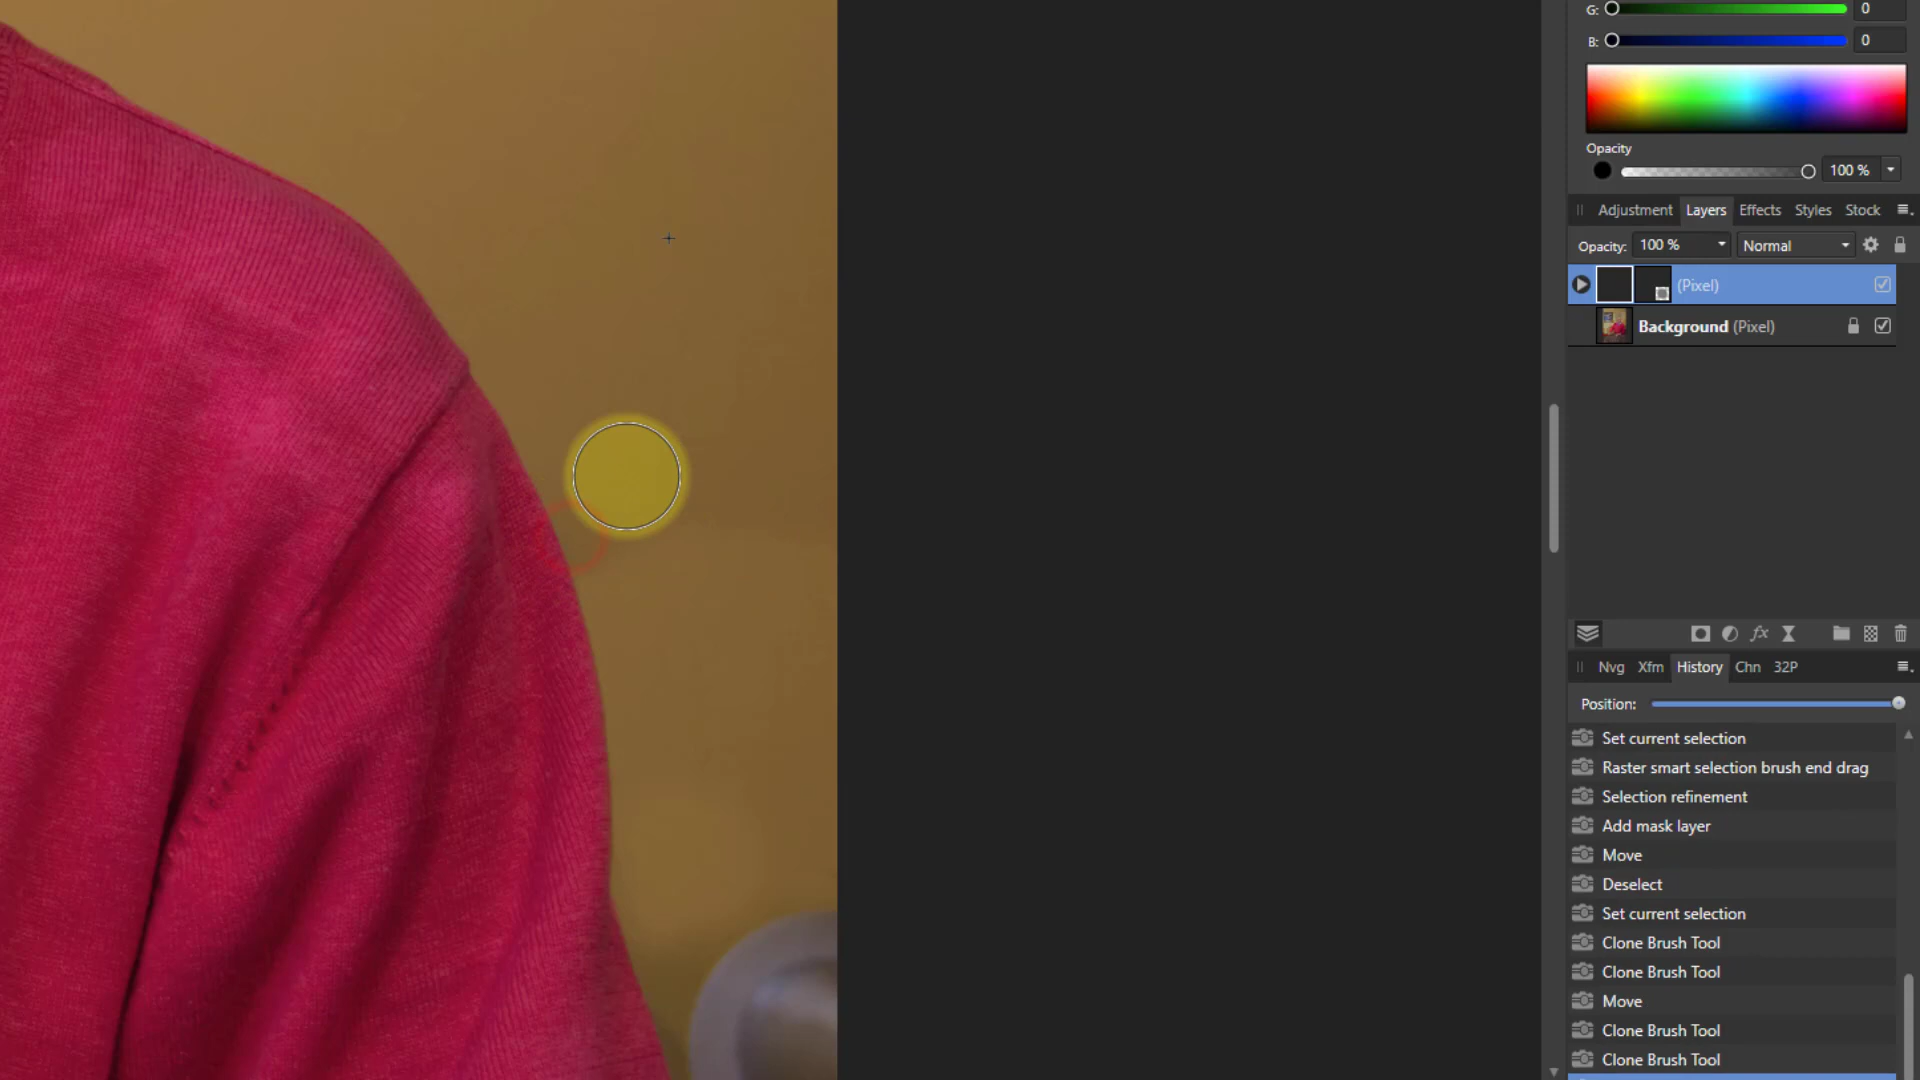 G: 0
B: 0
Opacity
100 %
Adjustment Layers Effects Styles Stock
Opacity: 100 % Normal
(Pixel)
Background (Pixel)
fx
Nvg Xfm History Chn 32P
Position:
Set current selection
Raster smart selection brush end drag
Selection refinement
Add mask layer
Move
Deselect
Set current selection
Clone Brush Tool
Clone Brush Tool
Move
Clone Brush Tool
Clone Brush Tool